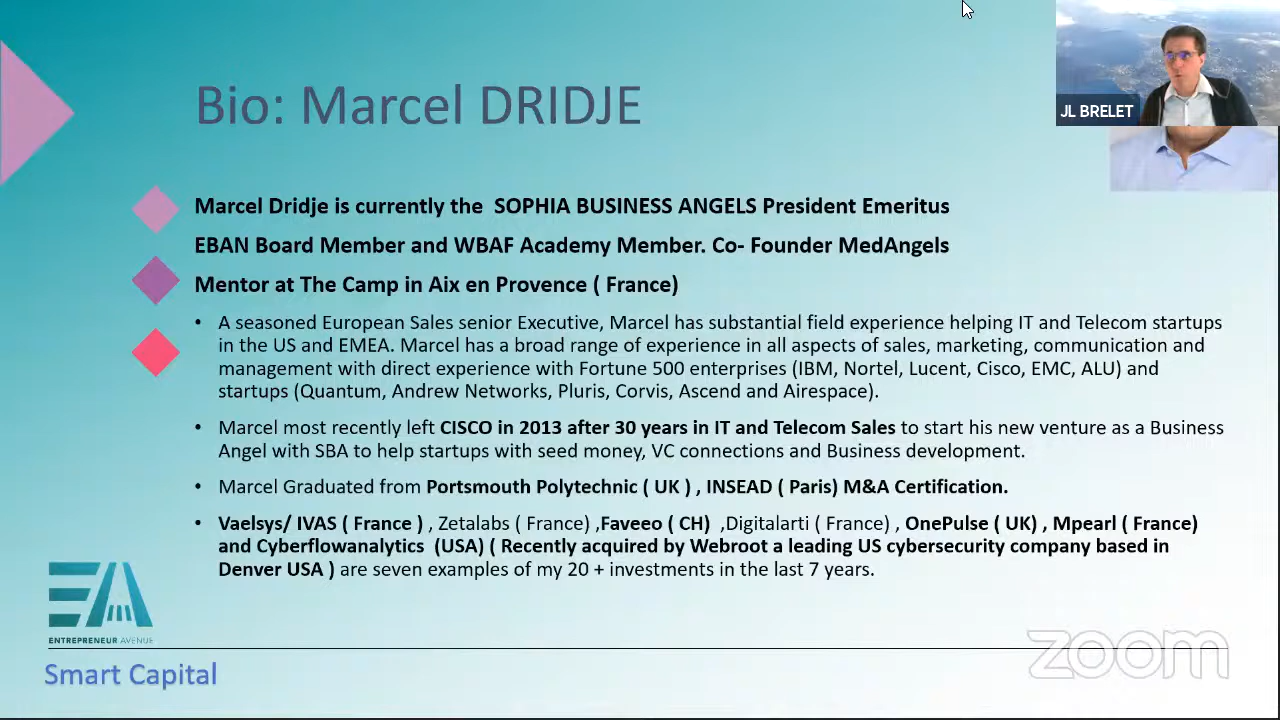 Bio: Marcel DRIDJE
JL BRELET
Marcel Dridje is currently the  SOPHIA BUSINESS ANGELS President Emeritus
EBAN Board Member and WBAF Academy Member. Co- Founder MedAngels
Mentor at The Camp in Aix en Provence ( France)
• A seasoned European Sales senior Executive, Marcel has substantial field experience helping IT and Telecom startups
in the US and EMEA. Marcel has a broad range of experience in all aspects of sales, marketing, communication and
management with direct experience with Fortune 500 enterprises (IBM, Nortel, Lucent, Cisco, EMC, ALU) and
startups (Quantum, Andrew Networks, Pluris, Corvis, Ascend and Airespace).
• Marcel most recently left CISCO in 2013 after 30 years in IT and Telecom Sales to start his new venture as a Business
Angel with SBA to help startups with seed money, VC connections and Business development.
• Marcel Graduated from Portsmouth Polytechnic ( UK ) , INSEAD ( Paris) M&A Certification.
• Vaelsys/ IVAS ( France ) , Zetalabs ( France) ,Faveeo ( CH)  ,Digitalarti ( France) , OnePulse ( UK) , Mpearl ( France)
and Cyberflowanalytics  (USA) ( Recently acquired by Webroot a leading US cybersecurity company based in
Denver USA ) are seven examples of my 20 + investments in the last 7 years.
EA
ENTREPRENEUR AVENUE
Smart Capital
zoom